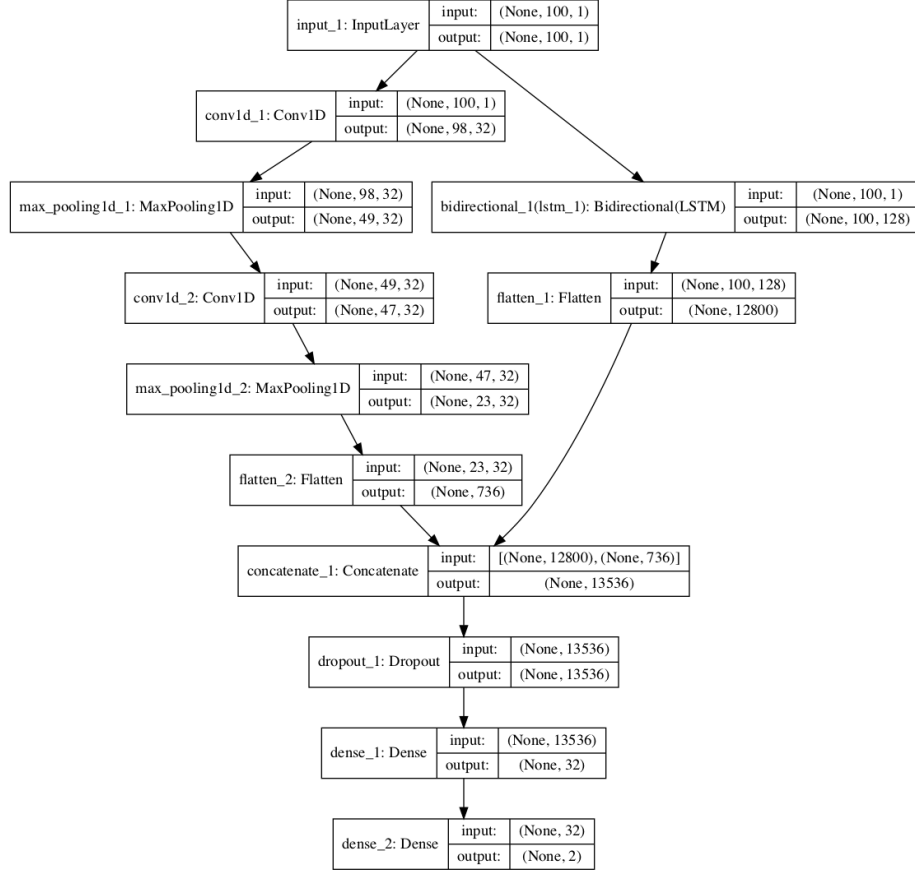 input_1: InputLayer
input: (None, 100, 1)
output: (None, 100, 1)
conv1d_1: Conv1D
input: (None, 100, 1)
output: (None, 98, 32)
max_pooling1d_1: MaxPooling1D
input: (None, 98, 32)
output: (None, 49, 32)
bidirectional_1(lstm_1): Bidirectional(LSTM)
input: (None, 100, 1)
output: (None, 100, 128)
conv1d_2: Conv1D
input: (None, 49, 32)
output: (None, 47, 32)
flatten_1: Flatten
input: (None, 100, 128)
output: (None, 12800)
max_pooling1d_2: MaxPooling1D
input: (None, 47, 32)
output: (None, 23, 32)
flatten_2: Flatten
input: (None, 23, 32)
output: (None, 736)
concatenate_1: Concatenate
input: [(None, 12800), (None, 736)]
output: (None, 13536)
dropout_1: Dropout
input: (None, 13536)
output: (None, 13536)
dense_1: Dense
input: (None, 13536)
output: (None, 32)
dense_2: Dense
input: (None, 32)
output: (None, 2)